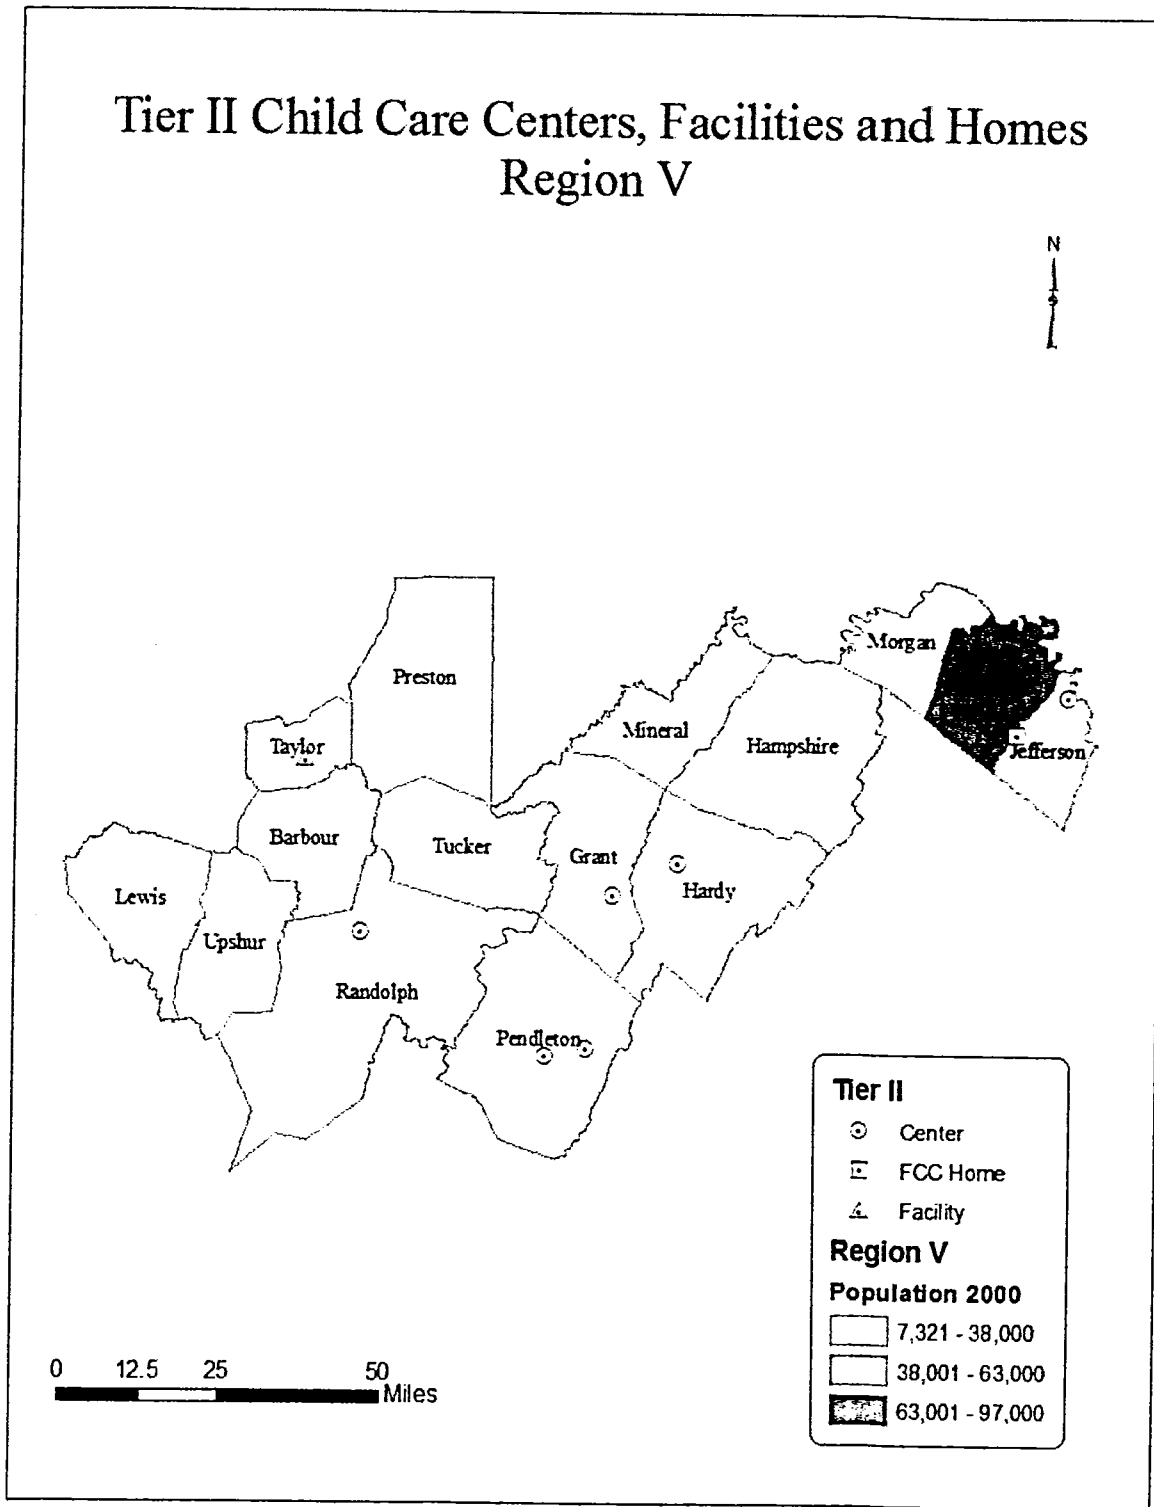 Tier II Child Care Centers, Facilities and Homes
Region V
N
Morgan
Preston
Mineral
Hampshire
Taylor
Jefferson
Barbour
Tucker
Grant
Hardy
Lewis
Upshur
Randolph
Pendleton
Tier II
Center
FCC Home
Facility
Region V
Population 2000
7,321 - 38,000
38,001 - 63,000
63,001 - 97,000
0 12.5 25 50
Miles